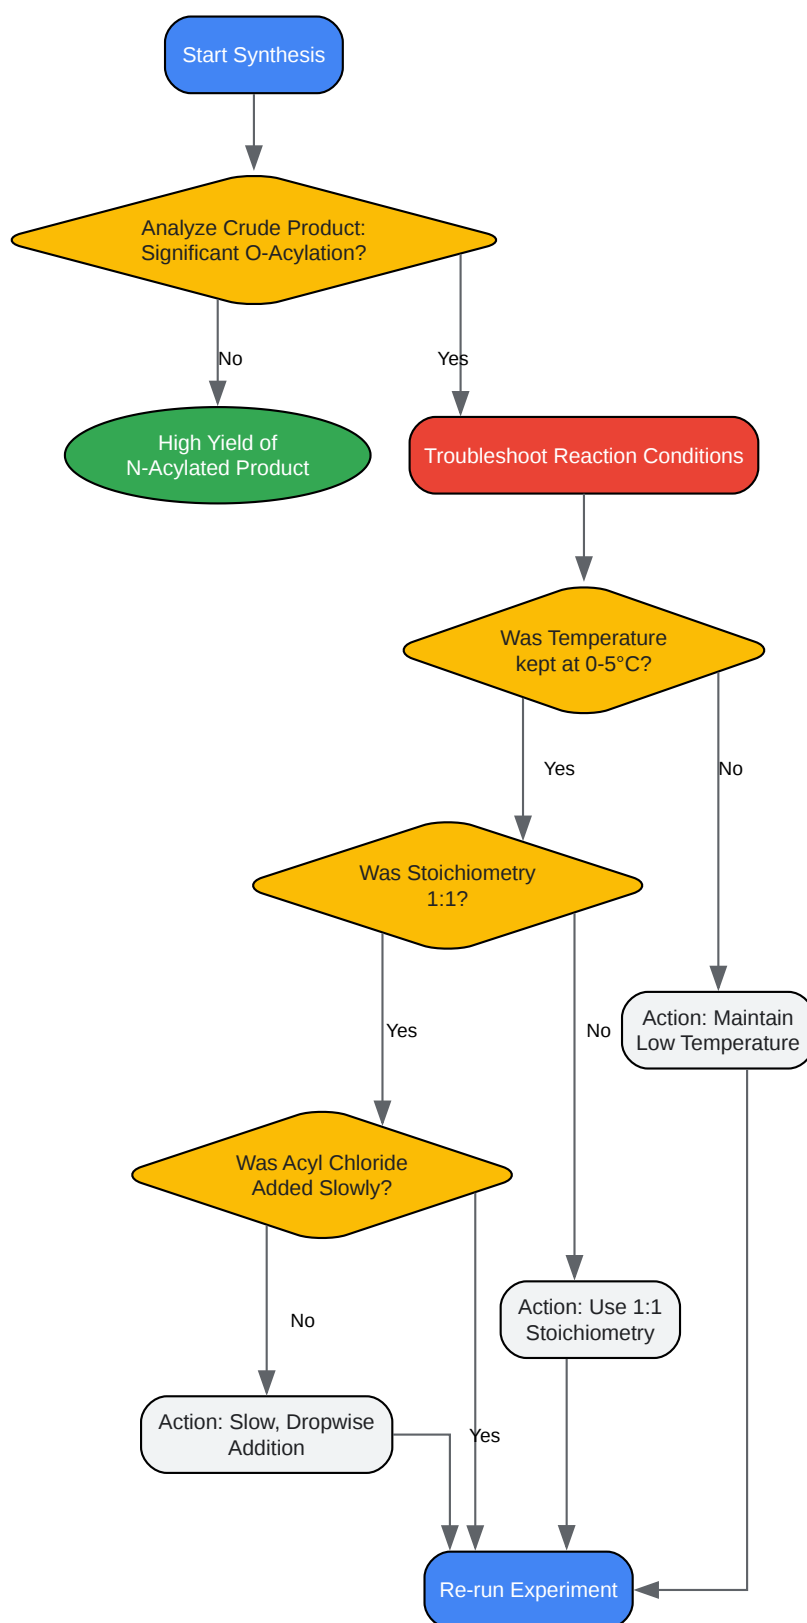 Start Synthesis
Analyze Crude Product:
Significant O-Acylation?
No
Yes
High Yield of
N-Acylated Product
Troubleshoot Reaction Conditions
Was Temperature
kept at 0-5°C?
Yes
No
Was Stoichiometry
1:1?
Yes
No
Action: Maintain
Low Temperature
Was Acyl Chloride
Added Slowly?
No
Action: Use 1:1
Stoichiometry
Action: Slow, Dropwise
Addition
Yes
Re-run Experiment